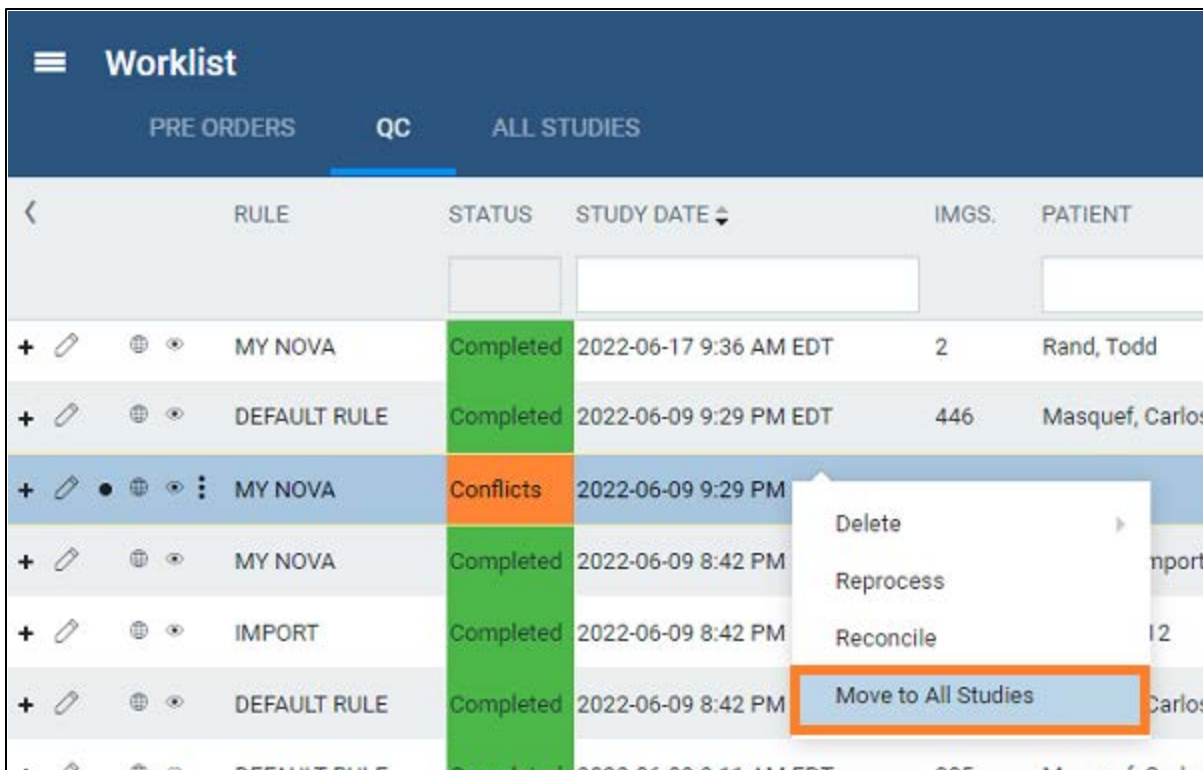 Worklist
PRE ORDERS QC ALL STUDIES
RULE STATUS STUDY DATE IMGS. PATIENT
MY NOVA Completed 2022-06-17 9:36 AM EDT 2 Rand, Todd
DEFAULT RULE Completed 2022-06-09 9:29 PM EDT 446 Masquef, Carlos
MY NOVA Conflicts 2022-06-09 9:29 PM
Delete
MY NOVA Completed 2022-06-09 8:42 PM
Reprocess
IMPORT Completed 2022-06-09 8:42 PM 12
Reconcile
DEFAULT RULE Completed 2022-06-09 8:42 PM Carlos
Move to All Studies